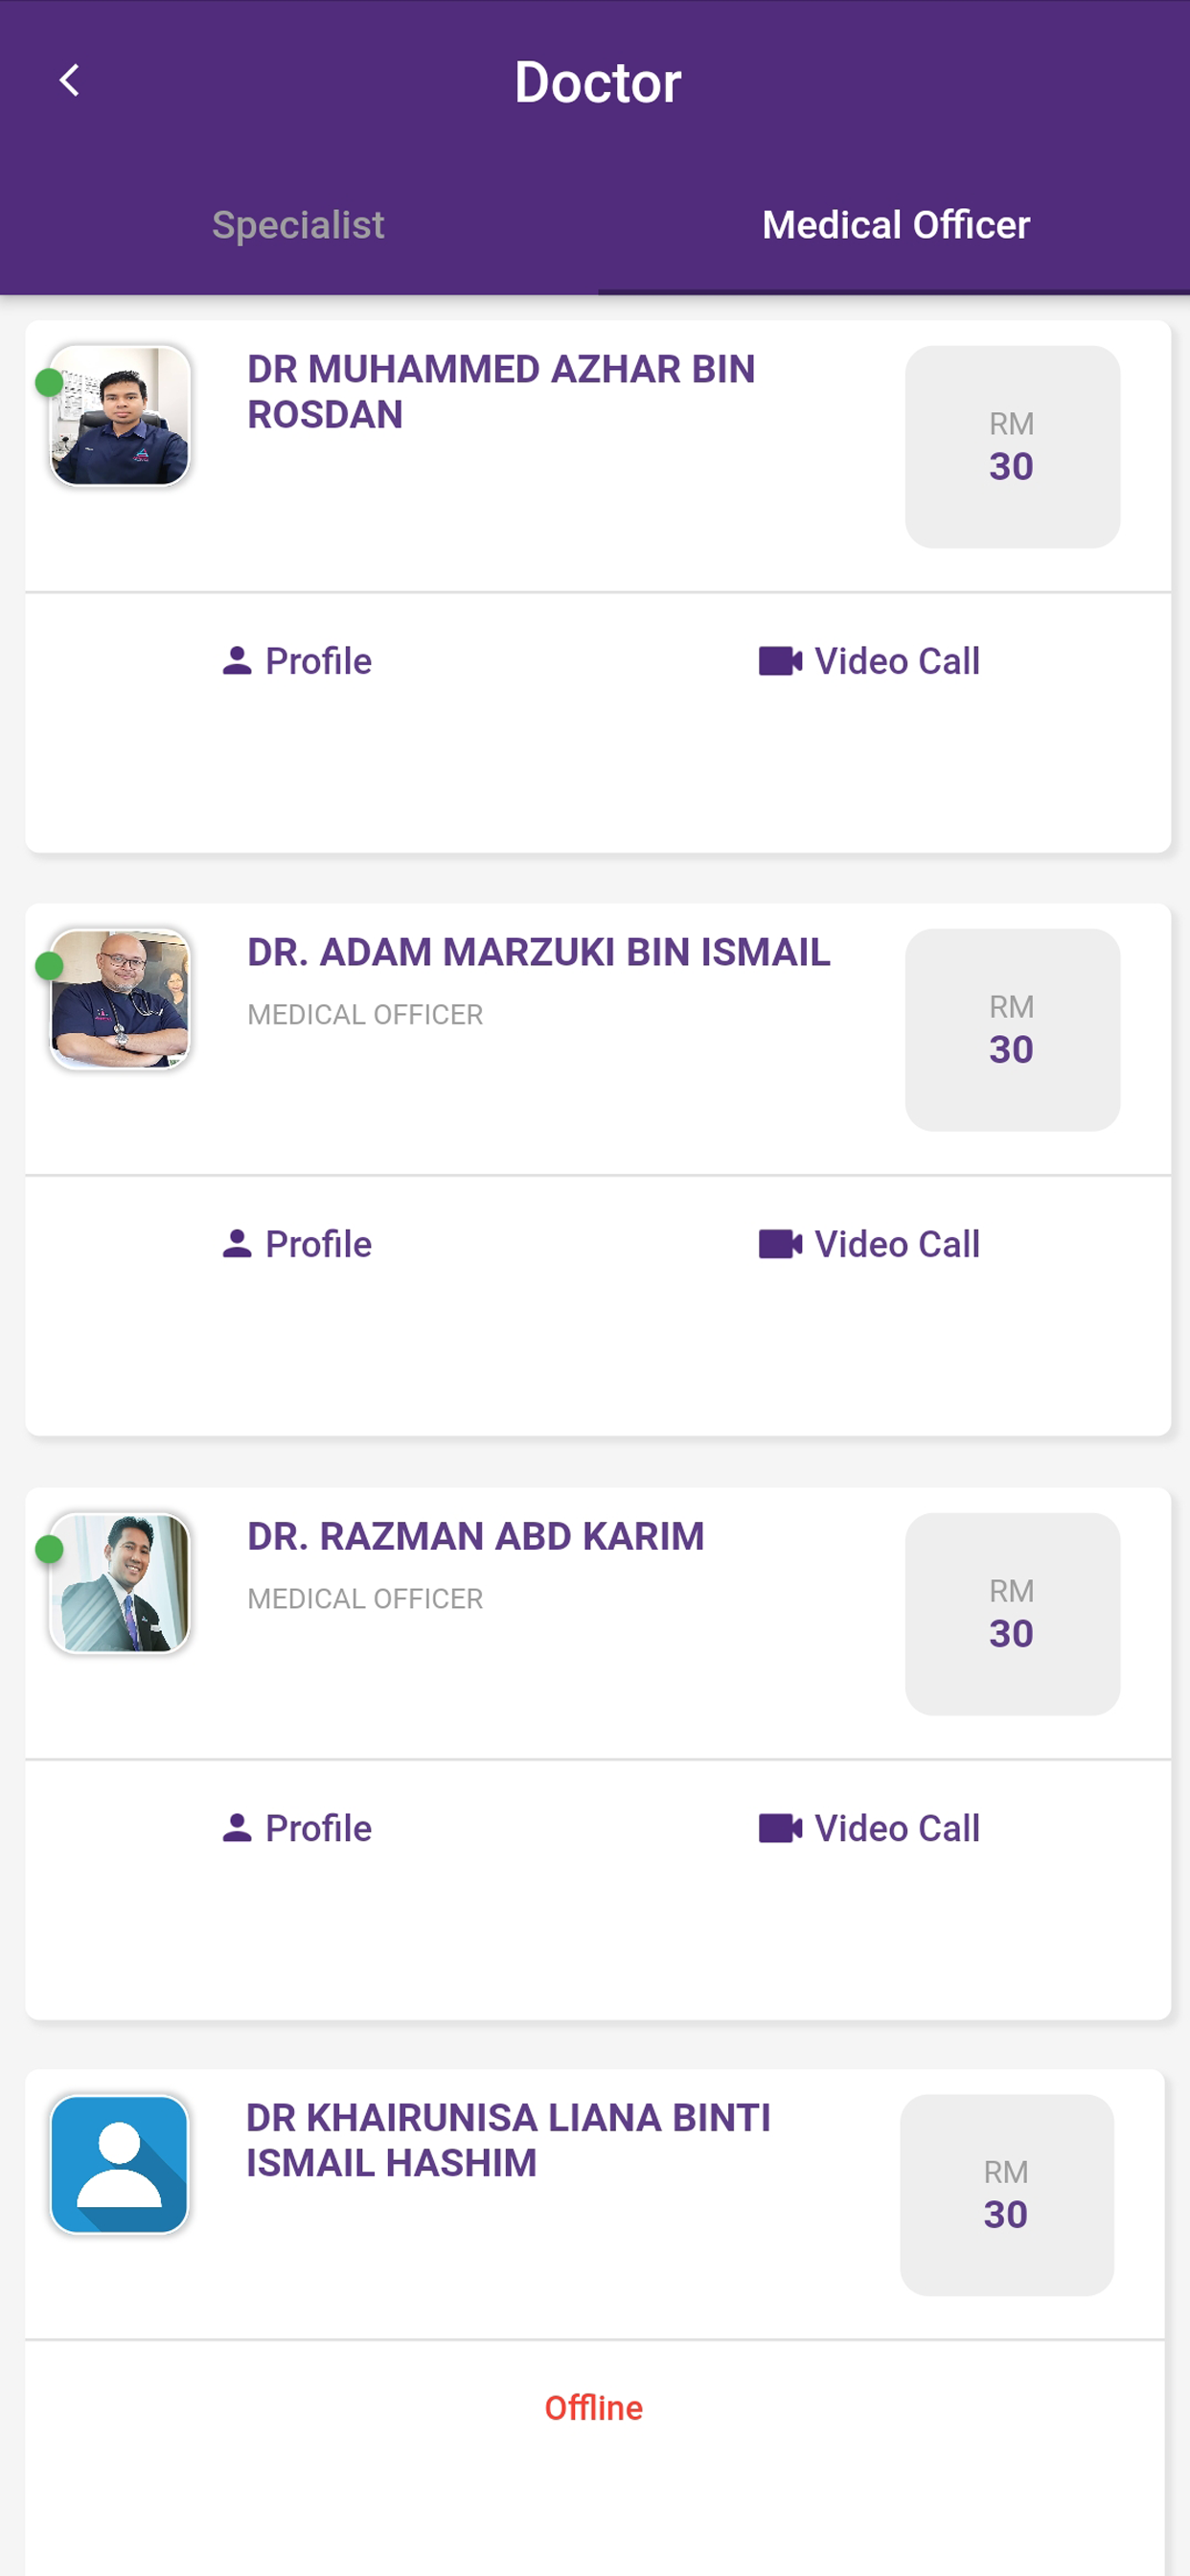 Doctor
Specialist
Medical Officer
DR MUHAMMED AZHAR BIN
ROSDAN
RM
30
Profile
Video Call
DR. ADAM MARZUKI BIN ISMAIL
MEDICAL OFFICER
RM
30
Profile
Video Call
DR. RAZMAN ABD KARIM
MEDICAL OFFICER
RM
30
Profile
Video Call
DR KHAIRUNISA LIANA BINTI
ISMAIL HASHIM
RM
30
Offline